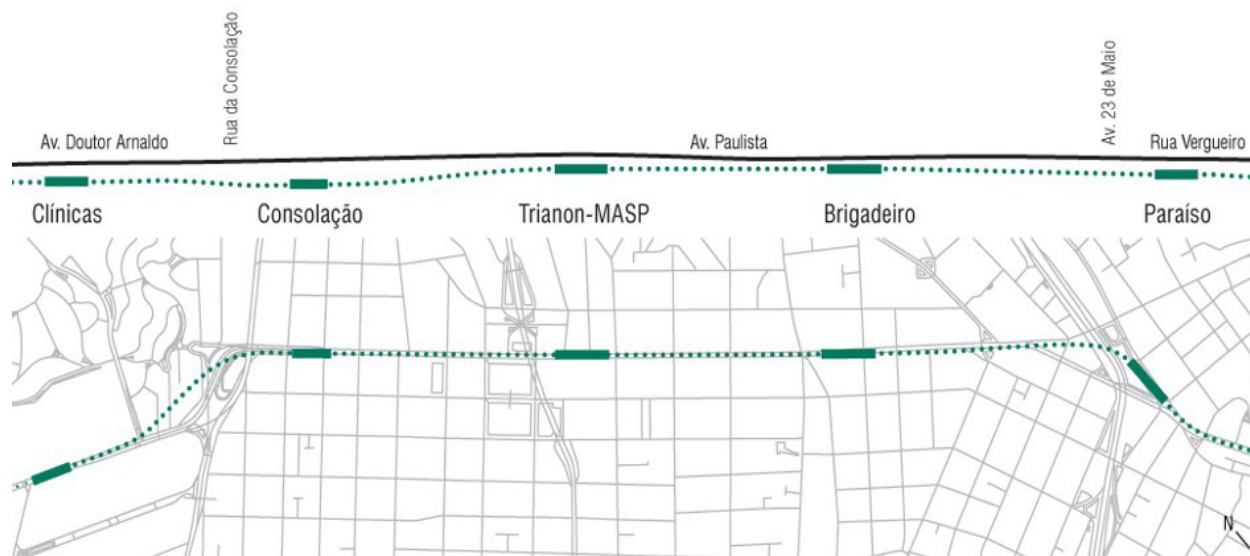 Rua da Consolação
Av. 23 de Maio
Av. Doutor Arnaldo
Av. Paulista
Rua Vergueiro
Clínicas
Consolação
Trianon-MASP
Brigadeiro
Paraíso
N